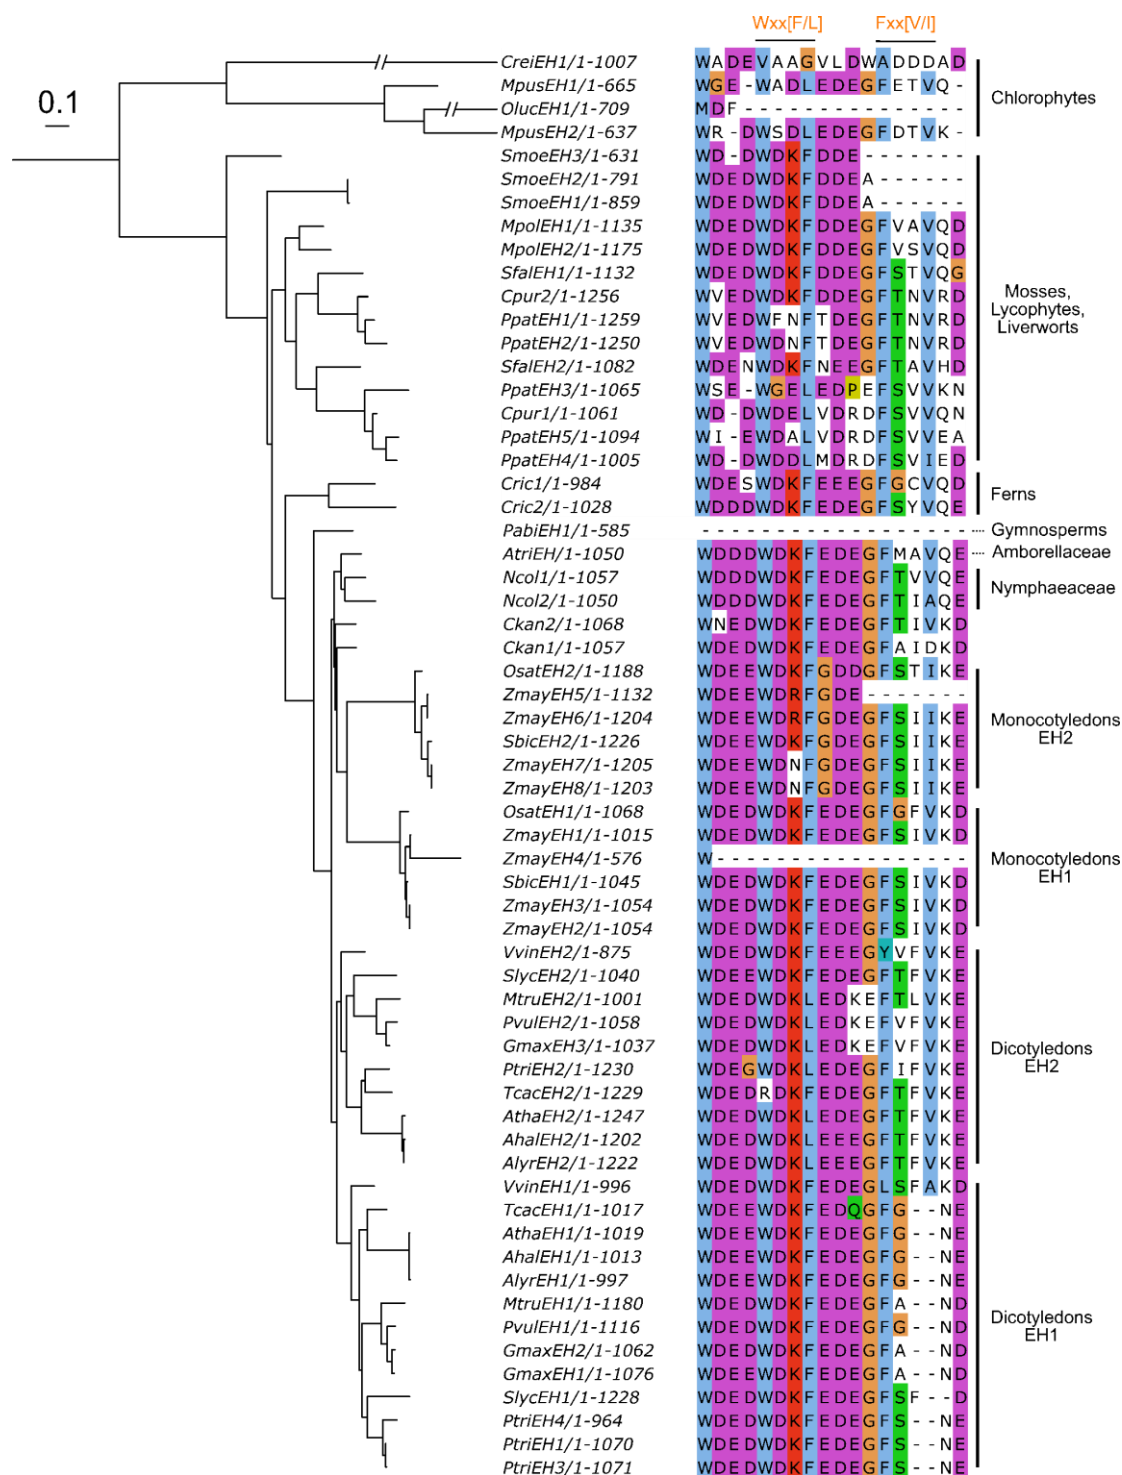 Wxx[F/L] Fxx[V/I]
0.1
CreiEH1/1-1007 WADEVAAGVLDWADDDAD
MpusEH1/1-665 WGE-WADLEDEGFETVQ-
OlucEH1/1-709 MDF---------------
MpusEH2/1-637 WR-DWSDLEDEGFDTVK-
Chlorophytes
SmoeEH3/1-631 WD-DWDKFDDE-------
SmoeEH2/1-791 WDEDWDKFDDEA------
SmoeEH1/1-859 WDEDWDKFDDEA------
MpolEH1/1-1135 WDEDWDKFDDEGFVAVQD
MpolEH2/1-1175 WDEDWDKFDDEGFVSVQD
SfalEH1/1-1132 WDEDWDKFDDEGFSTVQG
Cpur2/1-1256 WVEDWDKFDDEGFTNVRD
PpatEH1/1-1259 WVEDWFNFTDEGFTNVRD
PpatEH2/1-1250 WVEDWDNFTDEGFTNVRD
SfalEH2/1-1082 WDENWDKFNEEGFTAVHD
PpatEH3/1-1065 WSE-WGELEDPEFSVVKN
Cpur1/1-1061 WD-DWDELVDRDFSVVQN
PpatEH5/1-1094 WI-EWDALVDRDFSVVEA
PpatEH4/1-1005 WD-DWDDLMDRDFSVIED
Mosses,
Lycophytes,
Liverworts
Cric1/1-984 WDESWDKFEEEGFGCVQD
Cric2/1-1028 WDDDWDKFEDEGFSYVQE
Ferns
PabiEH1/1-585 ------------------ Gymnosperms
AtriEH/1-1050 WDDDWDKFEDEGFMAVQE Amborellaceae
Ncol1/1-1057 WDDDWDKFEDEGFTVVQE
Ncol2/1-1050 WDDDWDKFEDEGFTIAQE
Nymphaeaceae
Ckan2/1-1068 WNEDWDKFEDEGFTIVKD
Ckan1/1-1057 WDEDWDKFEDEGFAIDKD
OsatEH2/1-1188 WDEEWDKFGDDGFSTIKE
ZmayEH5/1-1132 WDEEWDRFGDE-------
ZmayEH6/1-1204 WDEEWDRFGDEGFSIIKE
SbicEH2/1-1226 WDEEWDKFGDEGFSIIKE
ZmayEH7/1-1205 WDEEWDNFGDEGFSIIKE
ZmayEH8/1-1203 WDEEWDNFGDEGFSIIKE
Monocotyledons
EH2
OsatEH1/1-1068 WDEDWDKFEDEGFGFVKD
ZmayEH1/1-1015 WDEDWDKFEDEGFSIVKD
ZmayEH4/1-576 W-----------------
SbicEH1/1-1045 WDEDWDKFEDEGFSIVKD
ZmayEH3/1-1054 WDEDWDKFEDEGFSIVKD
ZmayEH2/1-1054 WDEDWDKFEDEGFSIVKD
Monocotyledons
EH1
VvinEH2/1-875 WDEDWDKFEEEGYVFVKE
SlycEH2/1-1040 WDEEWDKFEDEGFTFVKE
MtruEH2/1-1001 WDEDWDKLEDKEFTLVKE
PvulEH2/1-1058 WDEDWDKLEDKEFVFVKE
GmaxEH3/1-1037 WDEDWDKLEDKEFVFVKE
PtriEH2/1-1230 WDEGWDKLEDEGFIFVKE
TcacEH2/1-1229 WDEDRDKFEDEGFTFVKE
AthaEH2/1-1247 WDEDWDKLEDEGFTFVKE
AhalEH2/1-1202 WDEDWDKLEEEGFTFVKE
AlyrEH2/1-1222 WDEDWDKLEEEGFTFVKE
Dicotyledons
EH2
VvinEH1/1-996 WDEDWDKFEDEGLSFAKD
TcacEH1/1-1017 WDEEWDKFEDQGFG--NE
AthaEH1/1-1019 WDEEWDKFEDEGFG--NE
AhalEH1/1-1013 WDEEWDKFEDEGFG--NE
AlyrEH1/1-997 WDEEWDKFEDEGFG--NE
MtruEH1/1-1180 WDEDWDKFEDEGFA--ND
PvulEH1/1-1116 WDEDWDKFEDEGFG--ND
GmaxEH2/1-1062 WDEDWDKFEDEGFA--ND
GmaxEH1/1-1076 WDEEWDKFEDEGFA--ND
SlycEH1/1-1228 WDEDWDKFEDEGFSF--D
PtriEH4/1-964 WDEDWDKFEDEGFS--NE
PtriEH1/1-1070 WDEDWDKFEDEGFS--NE
PtriEH3/1-1071 WDEDWDKFEDEGFS--NE
Dicotyledons
EH1